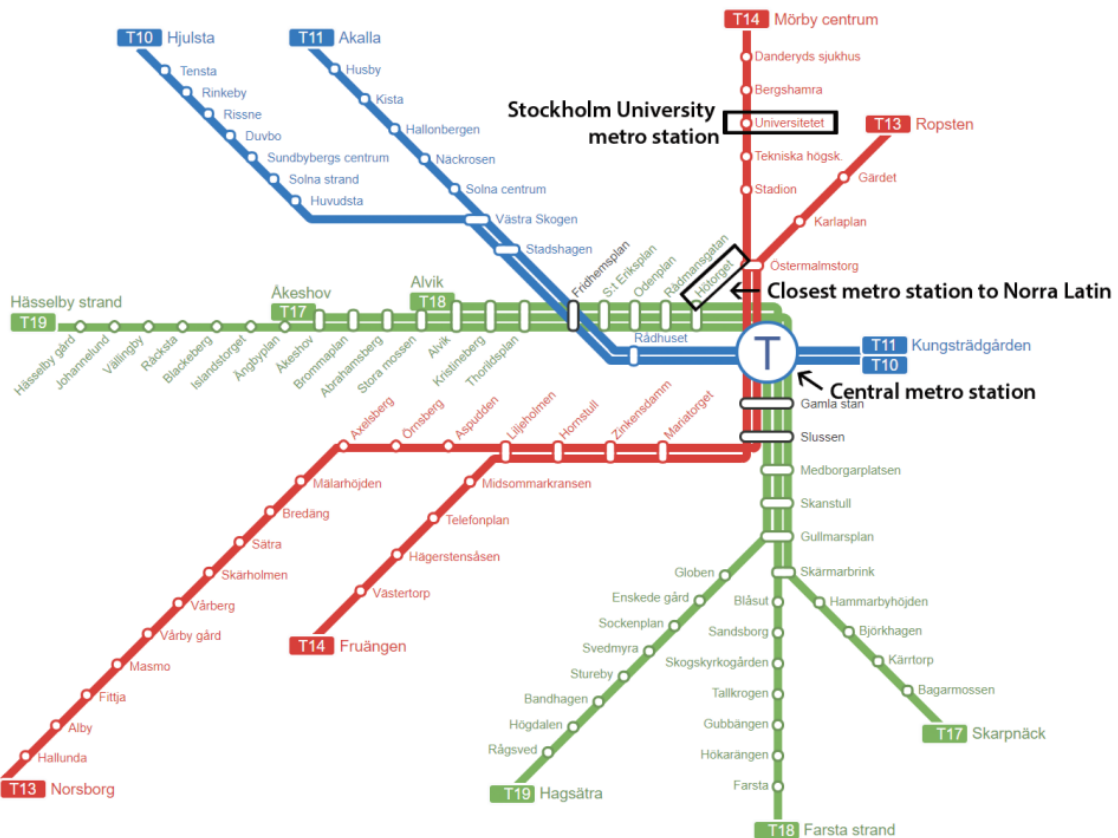 T10 Hjulsta
T11 Akalla
T14 Mörby centrum
Tensta
Rinkeby
Rissne
Duvbo
Sundbybergs centrum
Solna strand
Huvudsta
Husby
Kista
Hallonbergen
Näckrosen
Solna centrum
Västra Skogen
Stadshagen
Danderyds sjukhus
Bergshamra
Stockholm University
metro station
Universitetet
Tekniska högsk.
Stadion
T13 Ropsten
Gärdet
Karlaplan
Östermalmstorg
Fridhemsplan
S:t Eriksplan
Odenplan
Rådmansgatan
Hötorget
Closest metro station to Norra Latin
Hässelby strand
T19
Åkeshov
T17
Alvik
T18
Hässelby gård
Johannelund
Vällingby
Råcksta
Blackeberg
Islandstorget
Ängbyplan
Åkeshov
Brommaplan
Abrahamsberg
Stora mossen
Alvik
Kristineberg
Thorildsplan
Rådhuset
T
T11
T10
Kungsträdgården
Central metro station
Gamla stan
Slussen
Medborgarplatsen
Skanstull
Gullmarsplan
Skärmarbrink
Axelsberg
Örnsberg
Aspudden
Liljeholmen
Hornstull
Zinkensdamm
Mariatorget
Mälarhöjden
Bredäng
Sätra
Skärholmen
Vårberg
Vårby gård
Masmo
Fittja
Alby
Hallunda
T13 Norsborg
Midsommarkransen
Telefonplan
Hägerstensåsen
Västertorp
T14 Fruängen
Globen
Enskede gård
Sockenplan
Svedmyra
Stureby
Bandhagen
Högdalen
Rågsved
T19 Hagsätra
Blåsut
Sandsborg
Skogskyrkogården
Tallkrogen
Gubbängen
Hökarängen
Farsta
T18 Farsta strand
Hammarbyhöjden
Björkhagen
Kärrtorp
Bagarmossen
T17 Skarpnäck